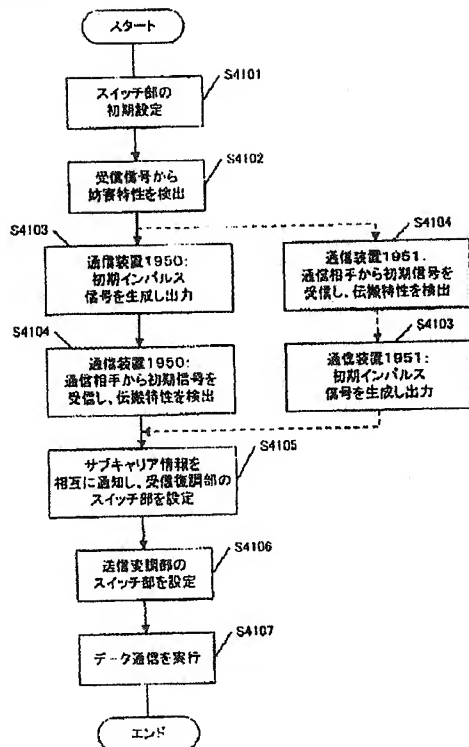 スタート
S4101
スイッチ部の
初期設定
S4102
受信信号から
妨害特性を検出
S4103
通信装置1950:
初期インパルス
信号を生成し出力
S4104
通信装置1951:
通信相手から初期信号を
受信し、伝搬特性を検出
S4104
通信装置1950:
通信相手から初期信号を
受信し、伝搬特性を検出
S4103
通信装置1951:
初期インパルス
信号を生成し出力
S4105
サブキャリア情報を
相互に通知し、受信復調部の
スイッチ部を設定
S4106
送信変調部の
スイッチ部を設定
S4107
データ通信を実行
エンド